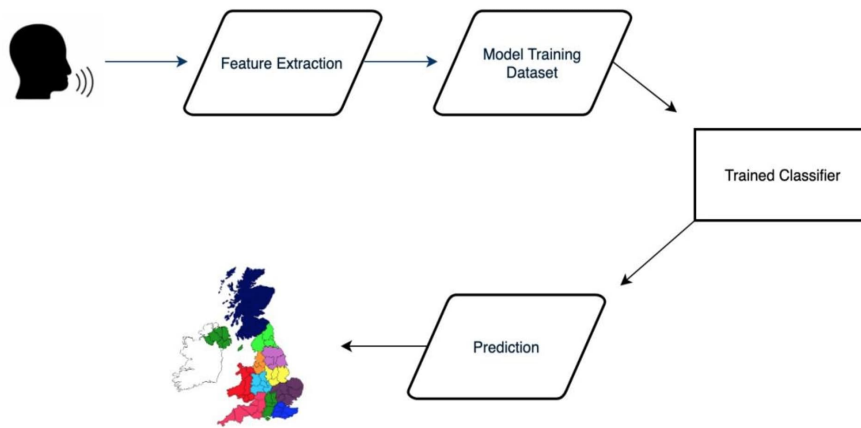 Feature Extraction
Model Training
Dataset
Trained Classifier
Prediction